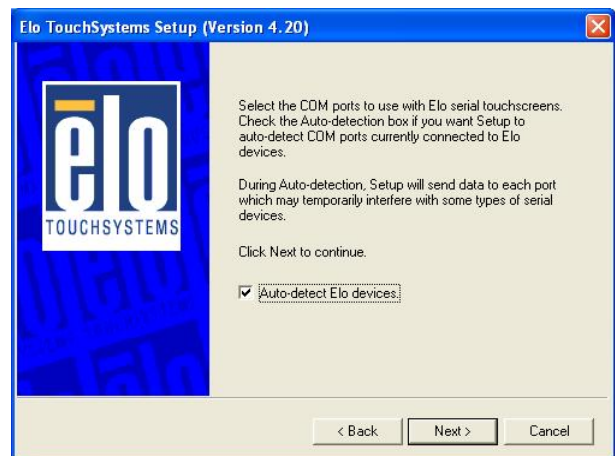 Elo TouchSystems Setup (Version 4.20)
ēlo
TOUCHSYSTEMS
Select the COM ports to use with Elo serial touchscreens.
Check the Auto-detection box if you want Setup to
auto-detect COM ports currently connected to Elo
devices.
During Auto-detection, Setup will send data to each port
which may temporarily interfere with some types of serial
devices.
Click Next to continue.
Auto-detect Elo devices.
< Back
Next >
Cancel